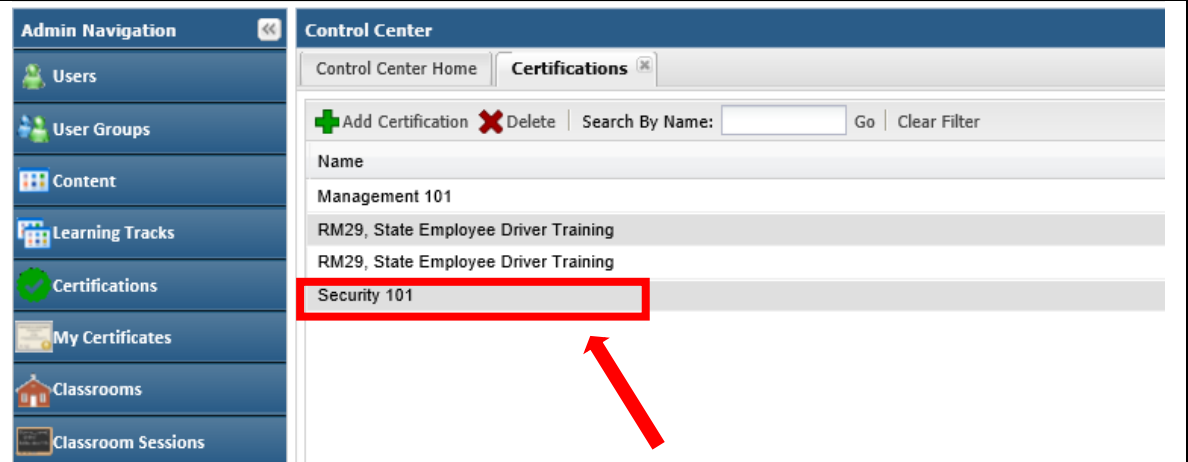 Admin Navigation
Users
User Groups
Content
Learning Tracks
Certifications
My Certificates
Classrooms
Classroom Sessions
Control Center
Control Center Home Certifications
Add Certification Delete Search By Name: Go Clear Filter
Name
Management 101
RM29, State Employee Driver Training
RM29, State Employee Driver Training
Security 101